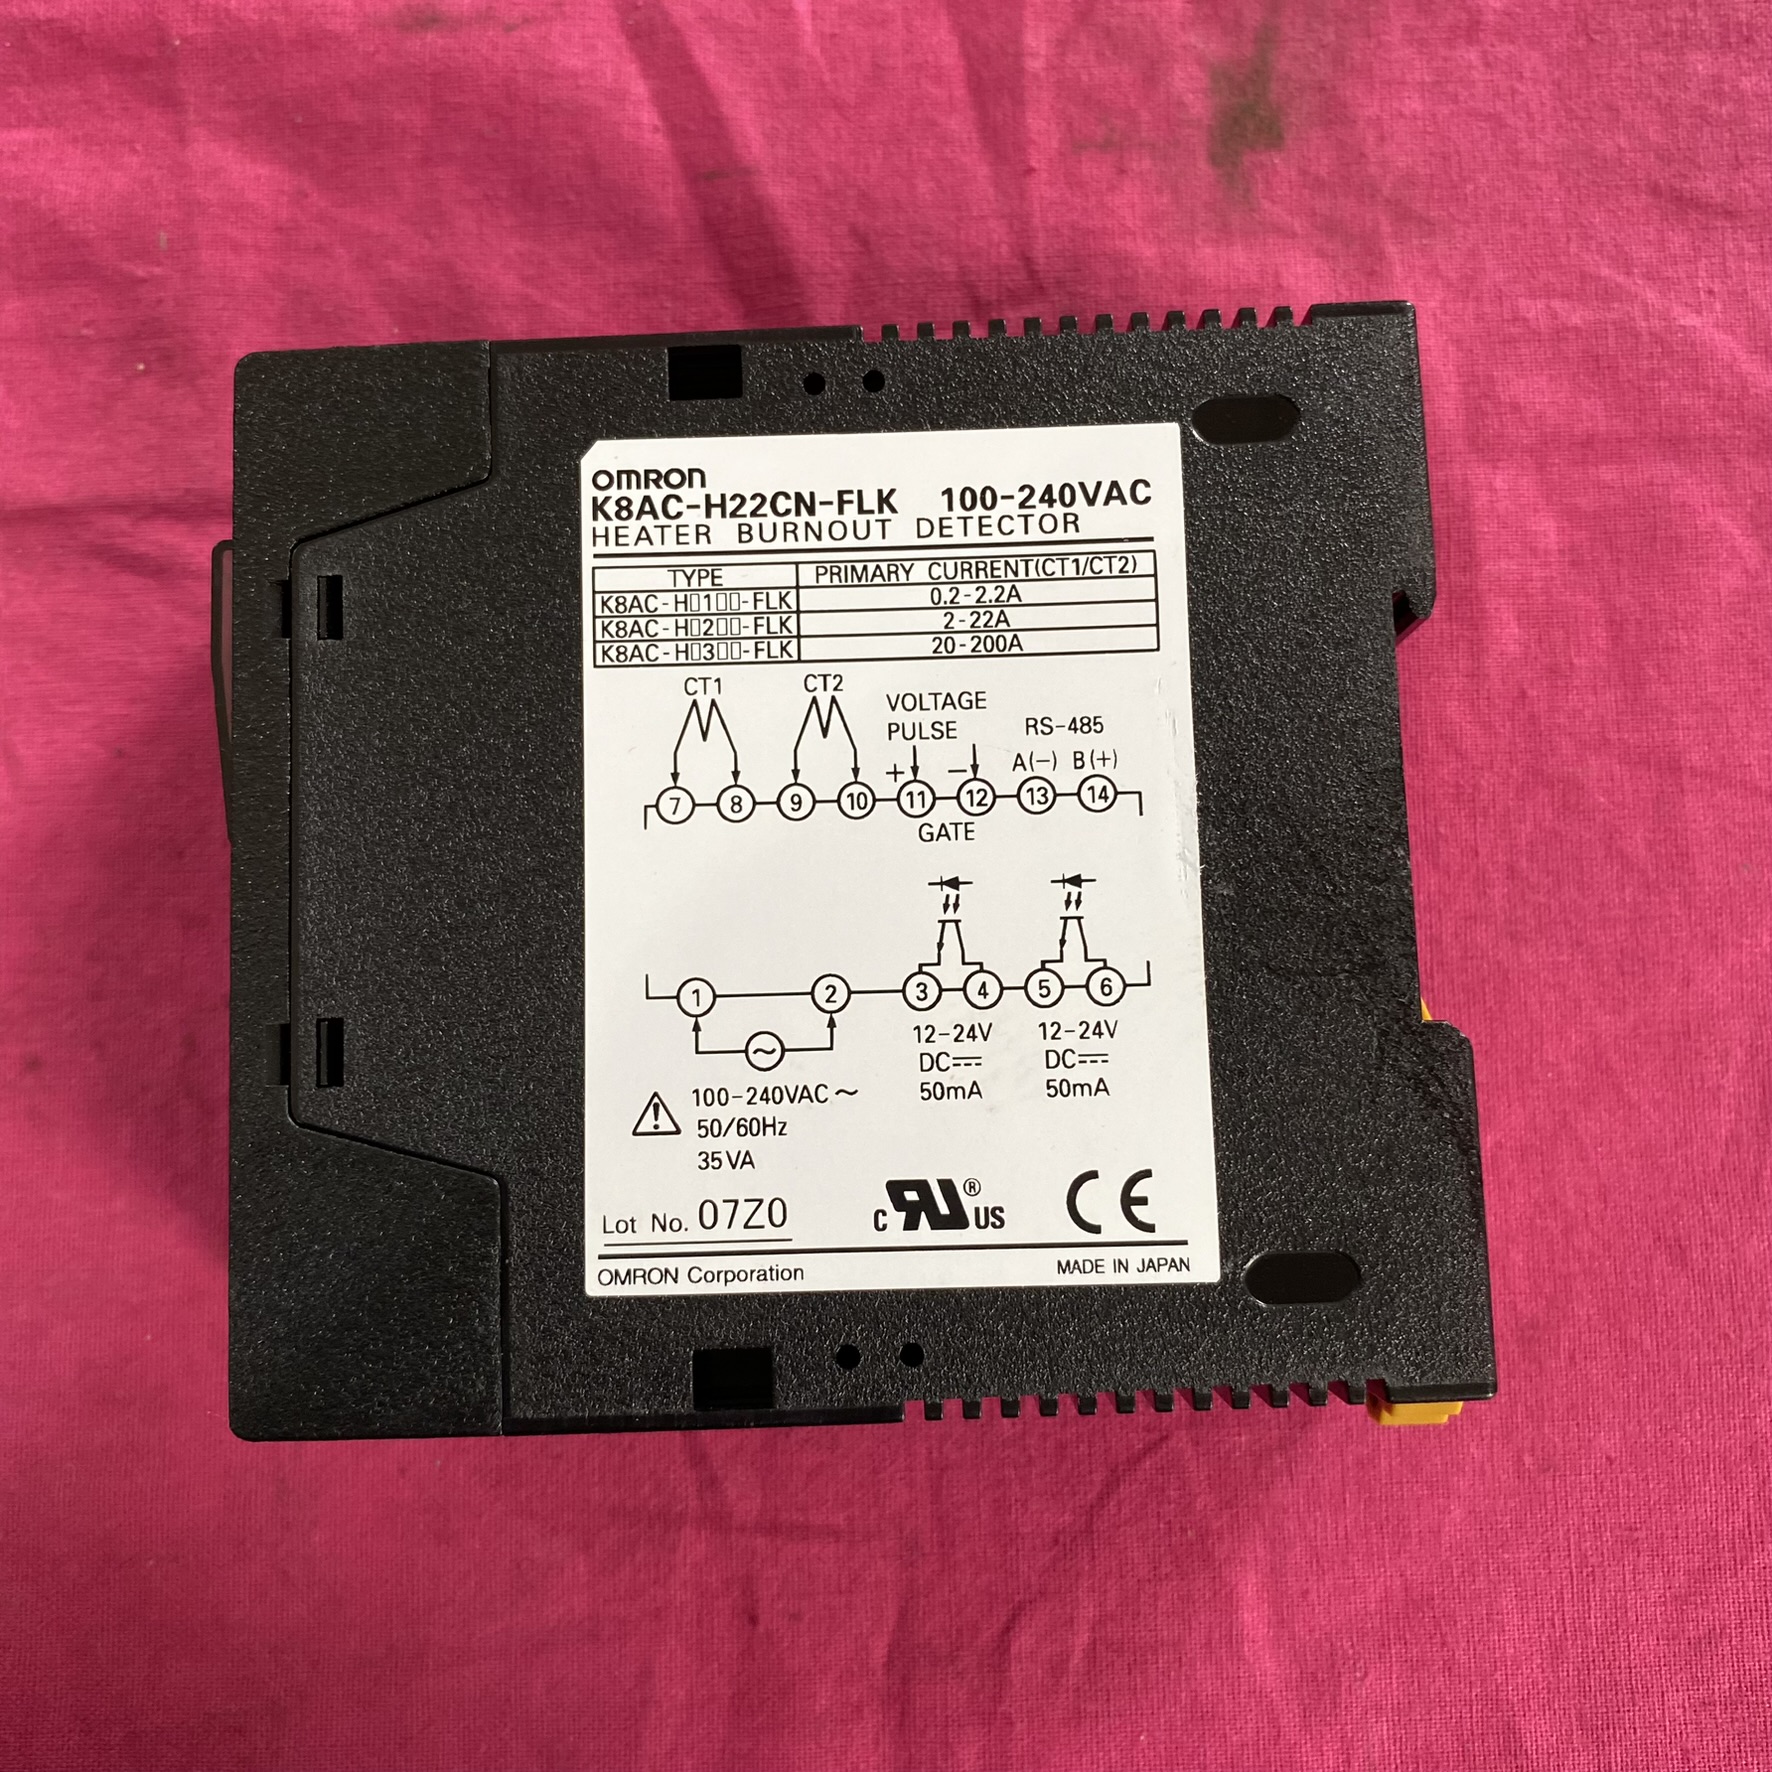 OMRON
K8AC-H22CN-FLK 100-240VAC
HEATER BURNOUT DETECTOR
TYPE PRIMARY CURRENT(CT1/CT2)
K8AC-H□1□□-FLK 0.2-2.2A
K8AC-H□2□□-FLK 2-22A
K8AC-H□3□□-FLK 20-200A
CT1 CT2 VOLTAGE
PULSE RS-485
+ − A(−) B(+)
7 8 9 10 11 12 13 14
GATE
1 2 3 4 5 6
~ 12-24V 12-24V
DC⎓ DC⎓
50mA 50mA
100-240VAC~
! 50/60Hz
35VA
Lot No. 07Z0 c RU® US CE
OMRON Corporation MADE IN JAPAN